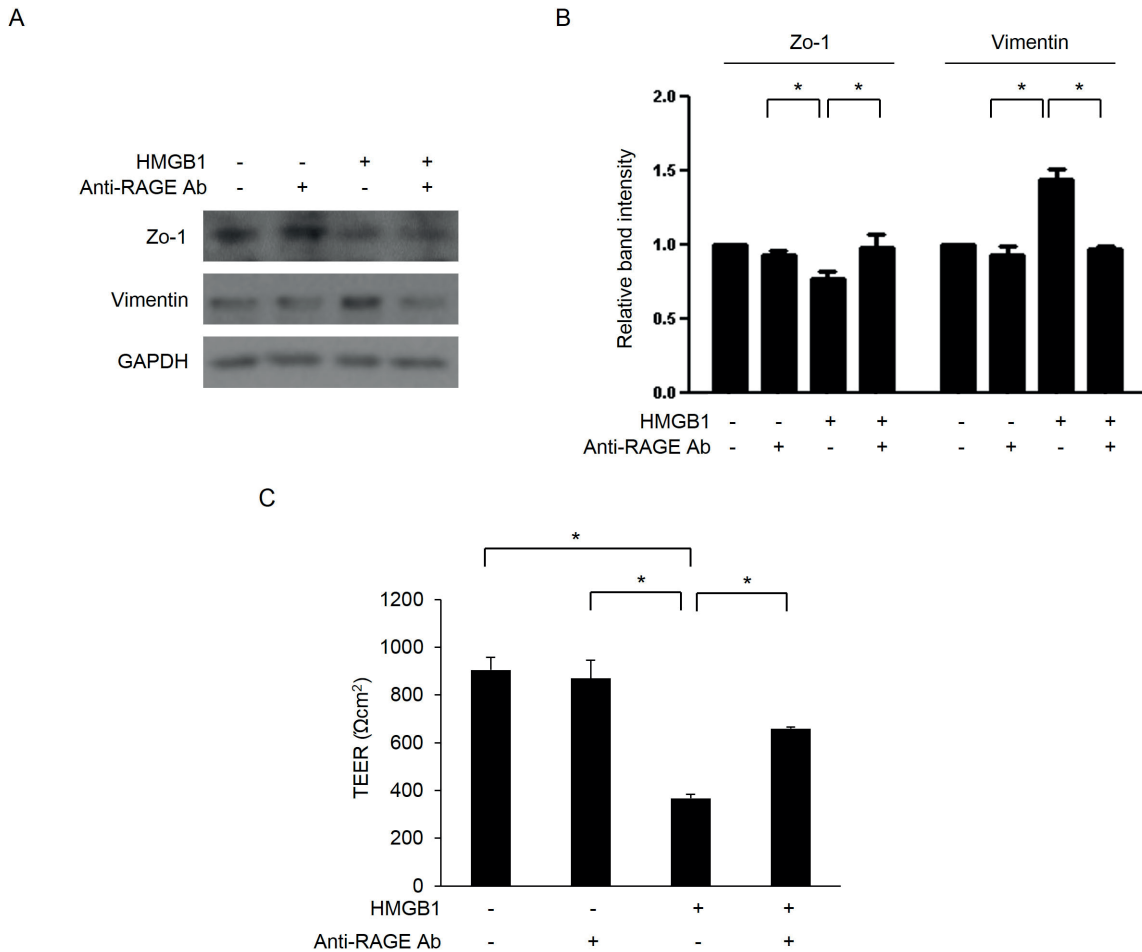 A
HMGB1 - - + +
Anti-RAGE Ab - + - +
Zo-1
Vimentin
GAPDH
B
Zo-1 Vimentin
* * * *
2.0
1.5
1.0
0.5
0.0
Relative band intensity
HMGB1 - - + + - - + +
Anti-RAGE Ab - + - + - + - +
C
*
* *
1200
1000
800
600
400
200
0
TEER (Ωcm²)
HMGB1 - - + +
Anti-RAGE Ab - + - +